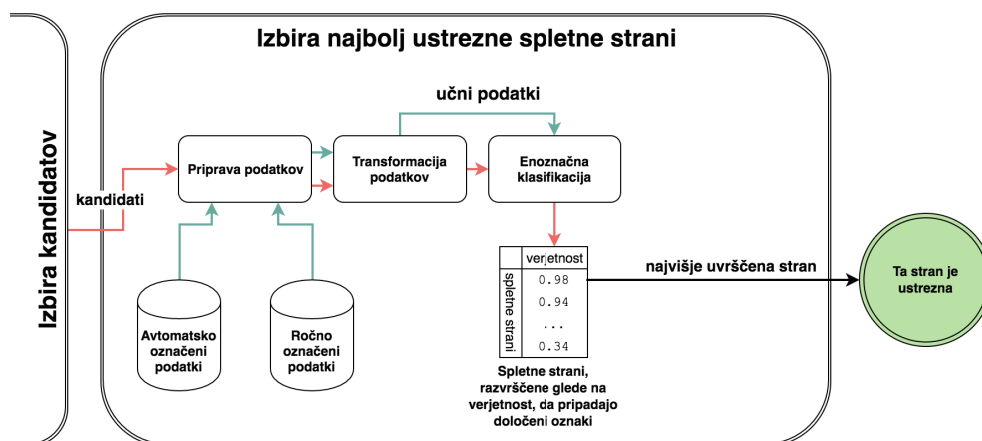 Izbira najbolj ustrezne spletne strani
Izbira kandidatov
kandidati
učni podatki
Priprava podatkov
Transformacija
podatkov
Enoznačna
klasifikacija
Avtomatsko
označeni
podatki
Ročno
označeni
podatki
verjetnost
spletne strani
0.98
0.94
...
0.34
Spletne strani,
razvrščene glede na
verjetnost, da pripadajo
določeni oznaki
najvišje uvrščena stran
Ta stran je
ustrezna